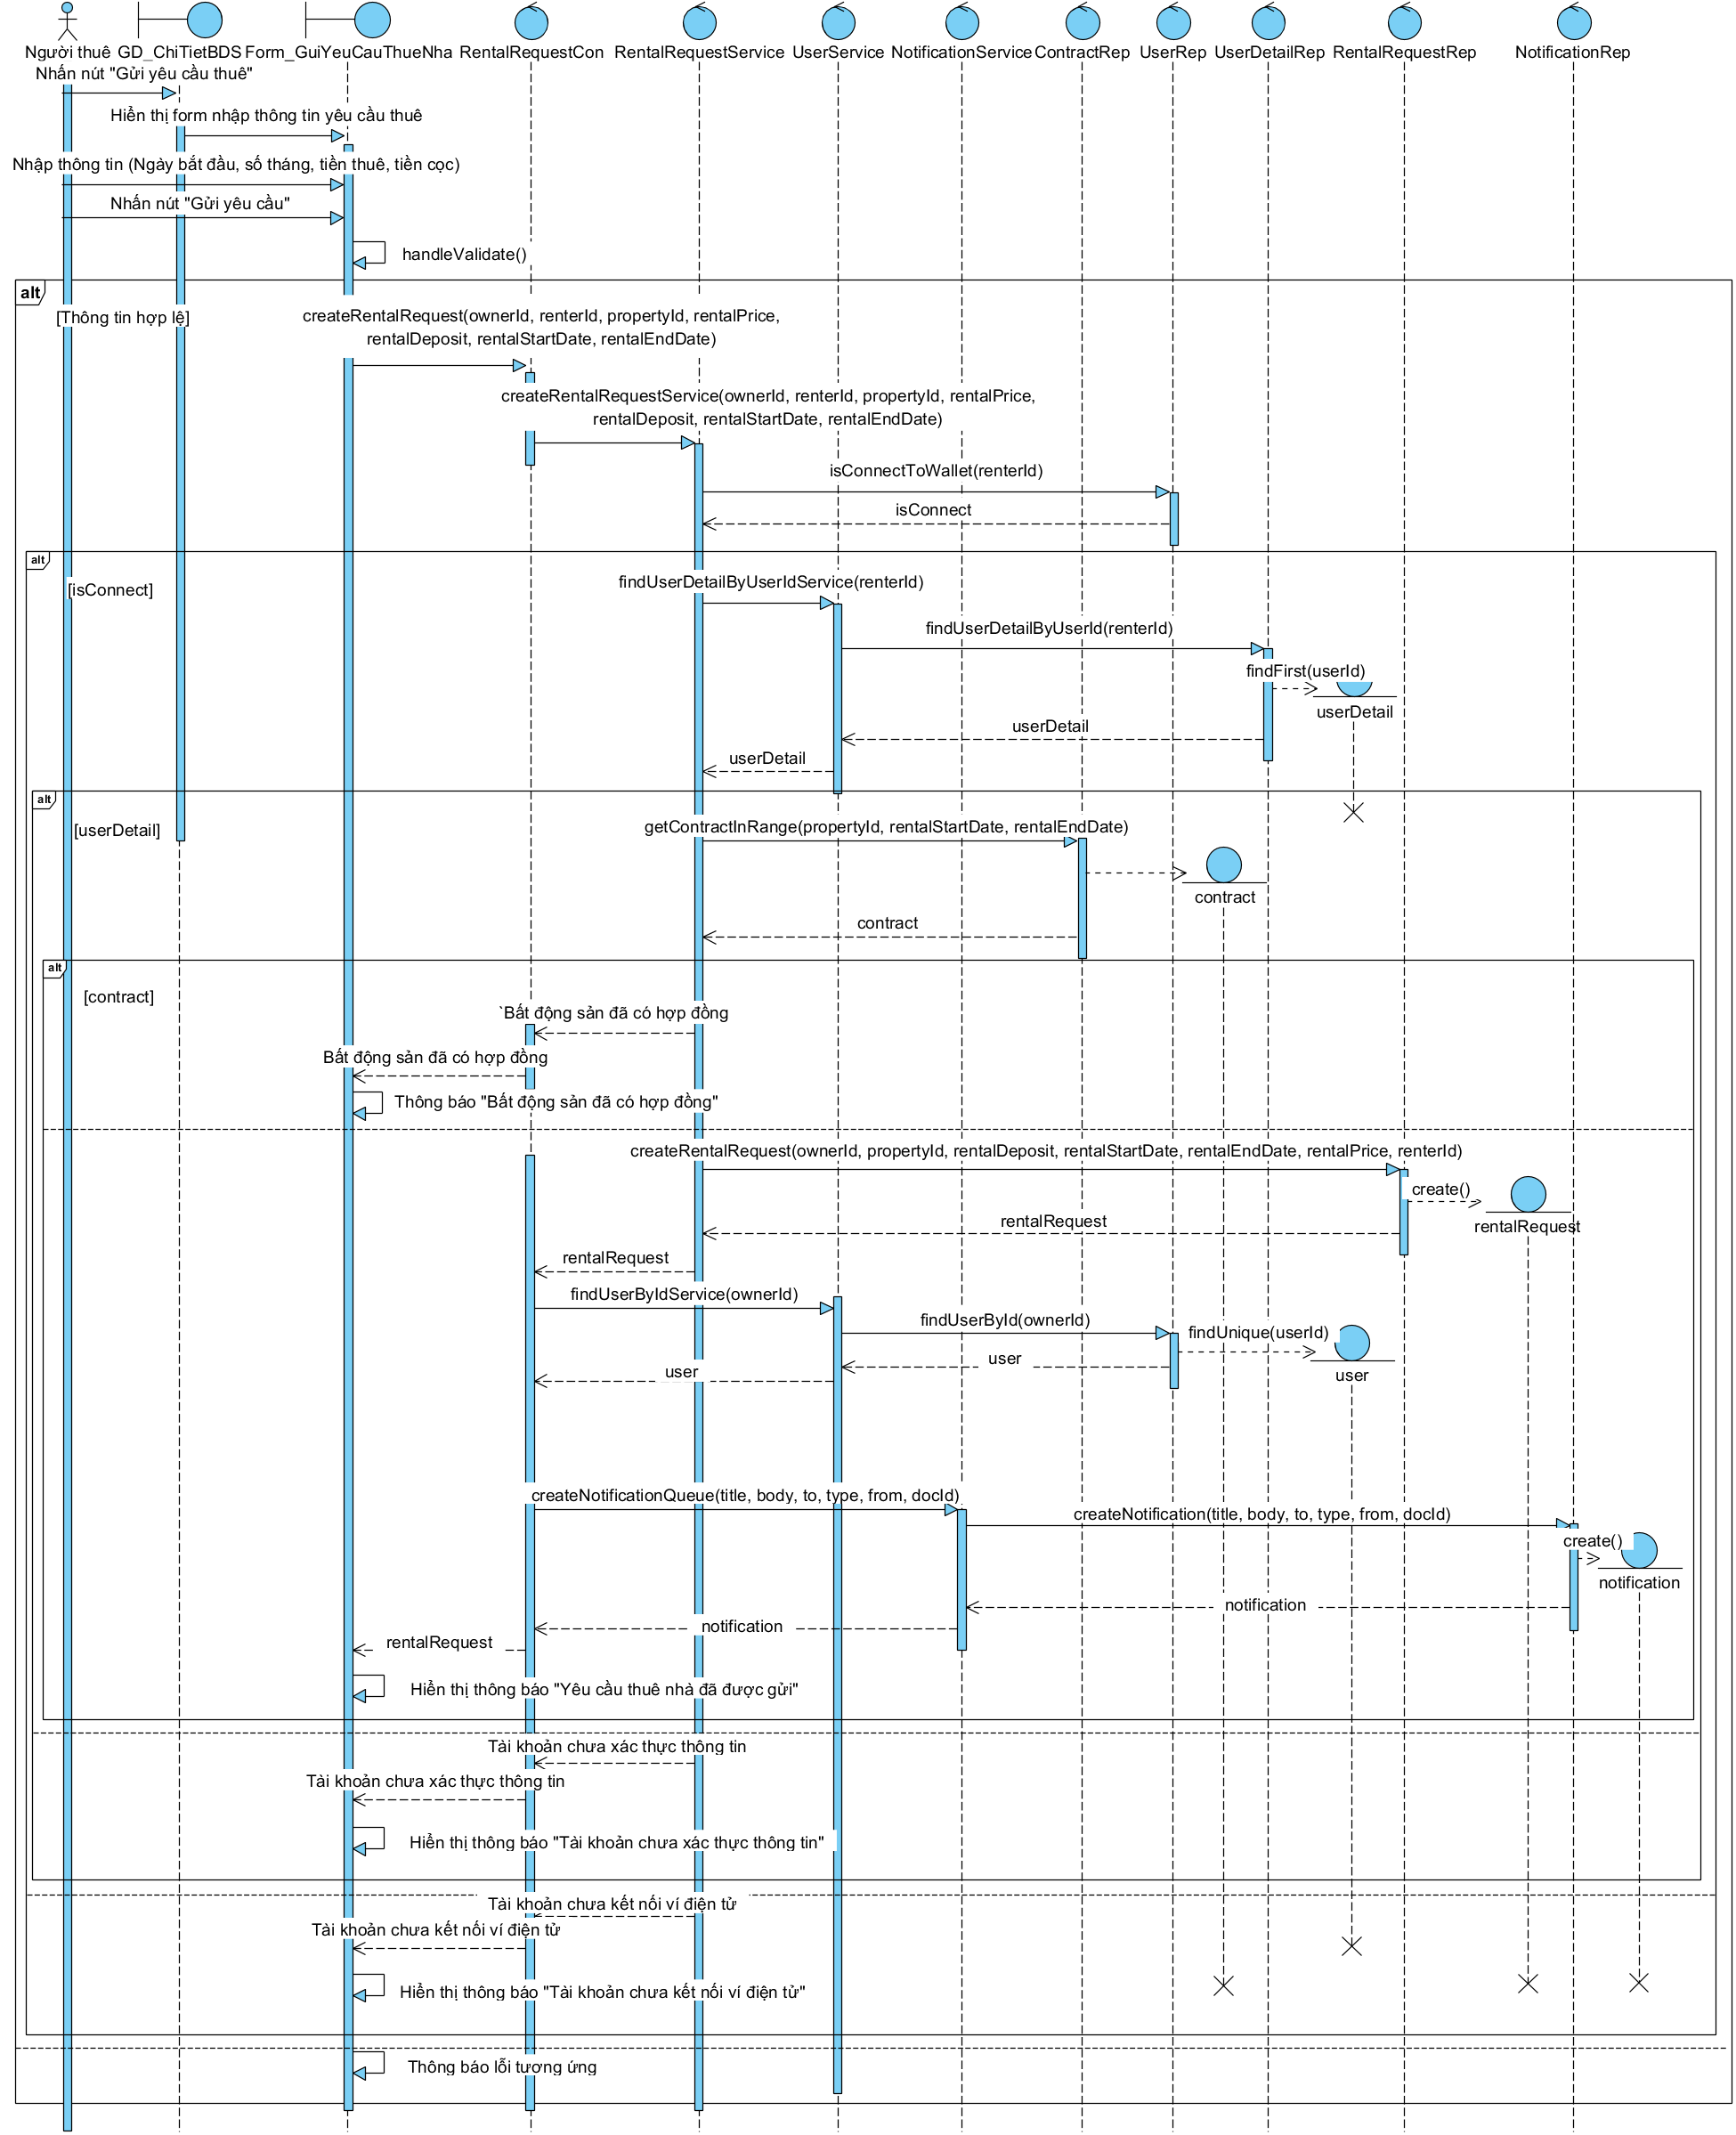 Người thuê
GD_ChiTietBDS
Form_GuiYeuCauThueNha
RentalRequestCon
RentalRequestService
UserService
NotificationService
ContractRep
UserRep
UserDetailRep
RentalRequestRep
NotificationRep
Nhấn nút "Gửi yêu cầu thuê"
Hiển thị form nhập thông tin yêu cầu thuê
Nhập thông tin (Ngày bắt đầu, số tháng, tiền thuê, tiền cọc)
Nhấn nút "Gửi yêu cầu"
handleValidate()
alt
[Thông tin hợp lệ]
createRentalRequest(ownerId, renterId, propertyId, rentalPrice,
rentalDeposit, rentalStartDate, rentalEndDate)
createRentalRequestService(ownerId, renterId, propertyId, rentalPrice,
rentalDeposit, rentalStartDate, rentalEndDate)
isConnectToWallet(renterId)
isConnect
alt
[isConnect]
findUserDetailByUserIdService(renterId)
findUserDetailByUserId(renterId)
findFirst(userId)
userDetail
userDetail
userDetail
alt
[userDetail]
getContractInRange(propertyId, rentalStartDate, rentalEndDate)
contract
contract
alt
[contract]
`Bất động sản đã có hợp đồng
Bất động sản đã có hợp đồng
Thông báo "Bất động sản đã có hợp đồng"
createRentalRequest(ownerId, propertyId, rentalDeposit, rentalStartDate, rentalEndDate, rentalPrice, renterId)
create()
rentalRequest
rentalRequest
rentalRequest
findUserByIdService(ownerId)
findUserById(ownerId)
findUnique(userId)
user
user
user
createNotificationQueue(title, body, to, type, from, docId)
createNotification(title, body, to, type, from, docId)
create()
notification
notification
notification
rentalRequest
Hiển thị thông báo "Yêu cầu thuê nhà đã được gửi"
Tài khoản chưa xác thực thông tin
Tài khoản chưa xác thực thông tin
Hiển thị thông báo "Tài khoản chưa xác thực thông tin"
Tài khoản chưa kết nối ví điện tử
Tài khoản chưa kết nối ví điện tử
Hiển thị thông báo "Tài khoản chưa kết nối ví điện tử"
Thông báo lỗi tương ứng